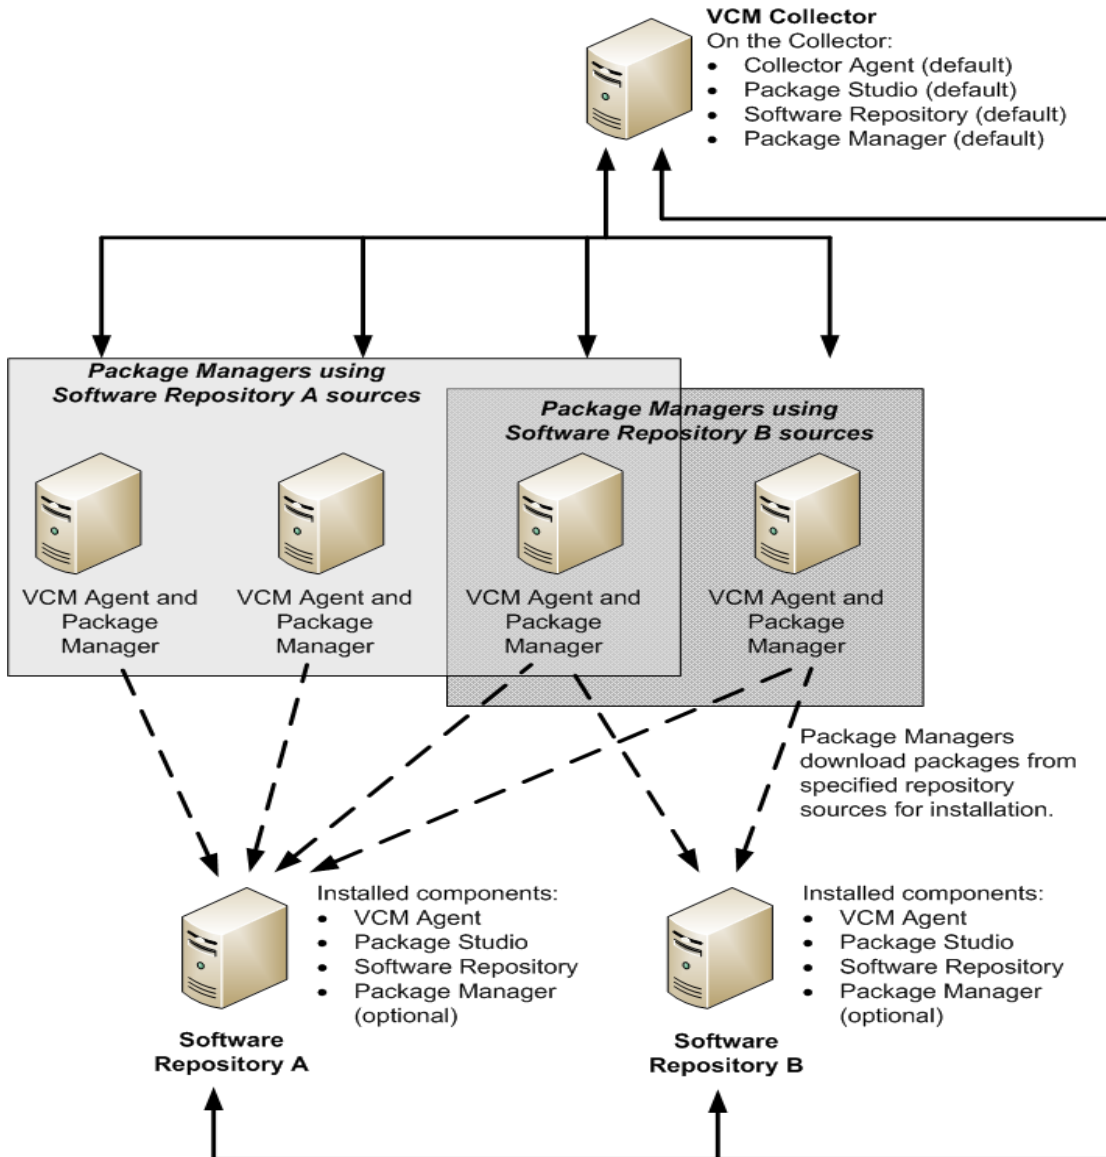 VCM Collector
On the Collector:
• Collector Agent (default)
• Package Studio (default)
• Software Repository (default)
• Package Manager (default)
Package Managers using
Software Repository A sources
Package Managers using
Software Repository B sources
VCM Agent and
Package
Manager
VCM Agent and
Package
Manager
VCM Agent and
Package
Manager
VCM Agent and
Package
Manager
Package Managers
download packages from
specified repository
sources for installation.
Installed components:
• VCM Agent
• Package Studio
• Software Repository
• Package Manager
(optional)
Software
Repository A
Installed components:
• VCM Agent
• Package Studio
• Software Repository
• Package Manager
(optional)
Software
Repository B